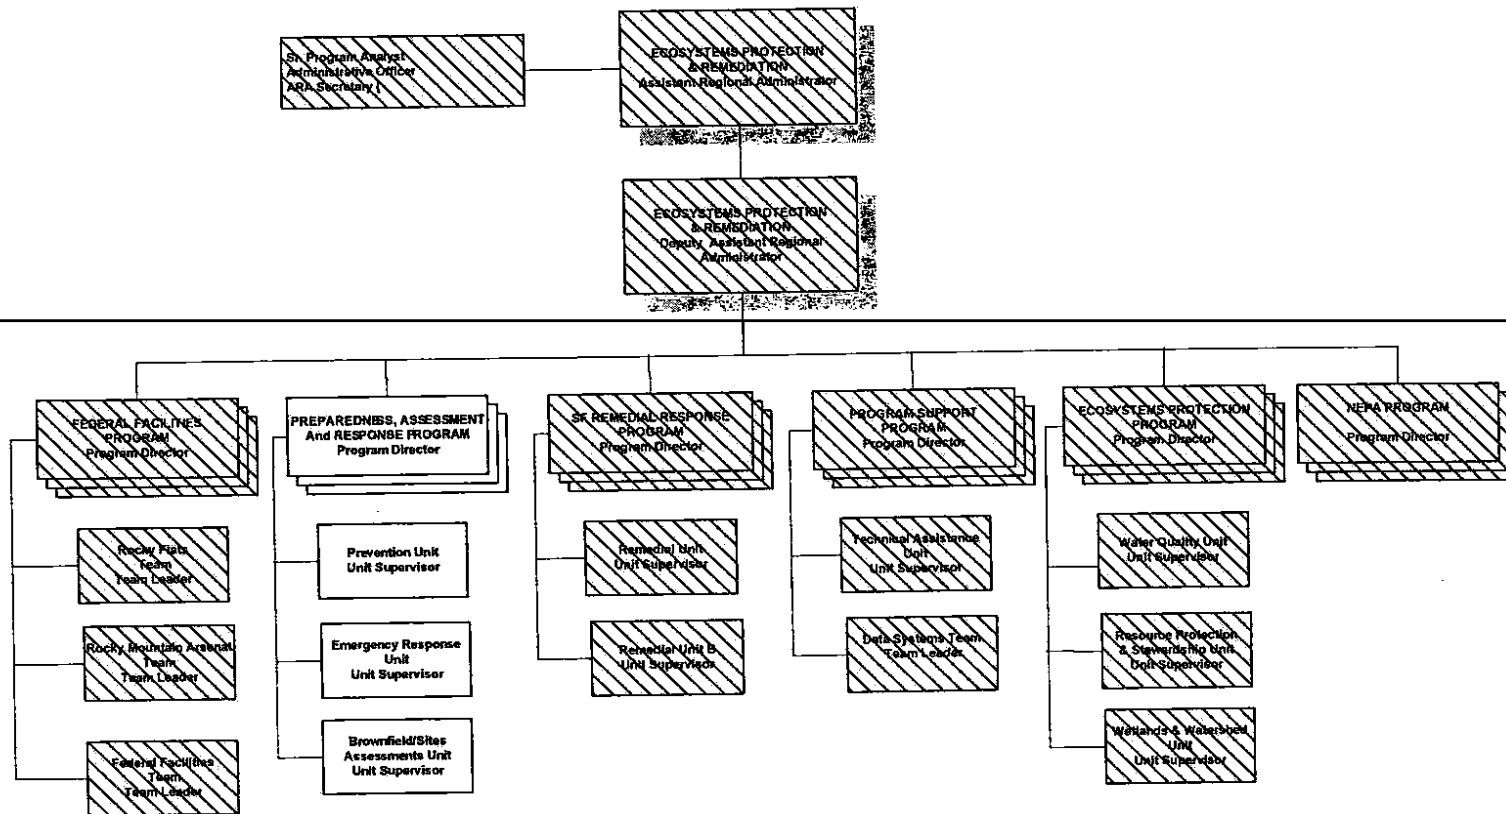 Sr. Program Analyst
Administrative Officer
ARA Secretary (
ECOSYSTEMS PROTECTION
& REMEDIATION
Assistant Regional Administrator
ECOSYSTEMS PROTECTION
& REMEDIATION
Deputy Assistant Regional
Administrator
FEDERAL FACILITIES
PROGRAM
Program Director
Rocky Flats
Team
Team Leader
Rocky Mountain Arsenal
Team
Team Leader
Federal Facilities
Team
Team Leader
PREPAREDNESS, ASSESSMENT
And RESPONSE PROGRAM
Program Director
Prevention Unit
Unit Supervisor
Emergency Response
Unit
Unit Supervisor
Brownfield/Sites
Assessments Unit
Unit Supervisor
SF REMEDIAL RESPONSE
PROGRAM
Program Director
Remedial Unit
Unit Supervisor
Remedial Unit B
Unit Supervisor
PROGRAM SUPPORT
PROGRAM
Program Director
Technical Assistance
Unit
Unit Supervisor
Data Systems Team
Team Leader
ECOSYSTEMS PROTECTION
PROGRAM
Program Director
Water Quality Unit
Unit Supervisor
Resource Protection
& Stewardship Unit
Unit Supervisor
Wetlands & Watershed
Unit
Unit Supervisor
NEPA PROGRAM
Program Director